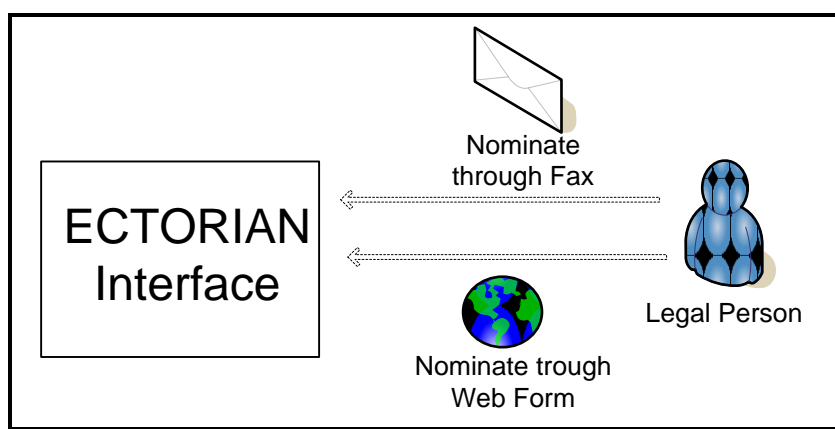 Nominate
through Fax
ECTORIAN
Interface
Legal Person
Nominate trough
Web Form